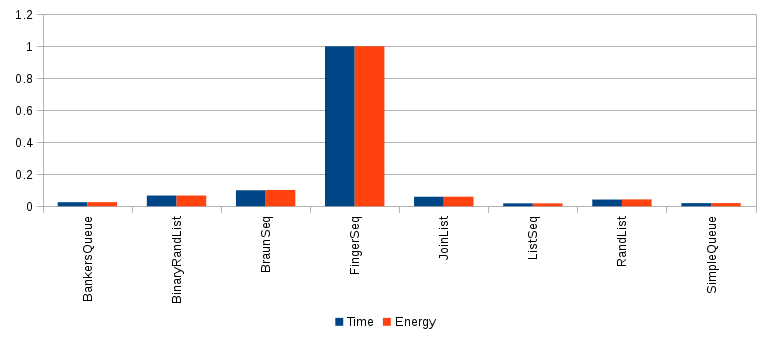 1.2
1
0.8
0.6
0.4
0.2
0
BankersQueue
BinaryRandList
BraunSeq
FingerSeq
JoinList
ListSeq
RandList
SimpleQueue
Time Energy